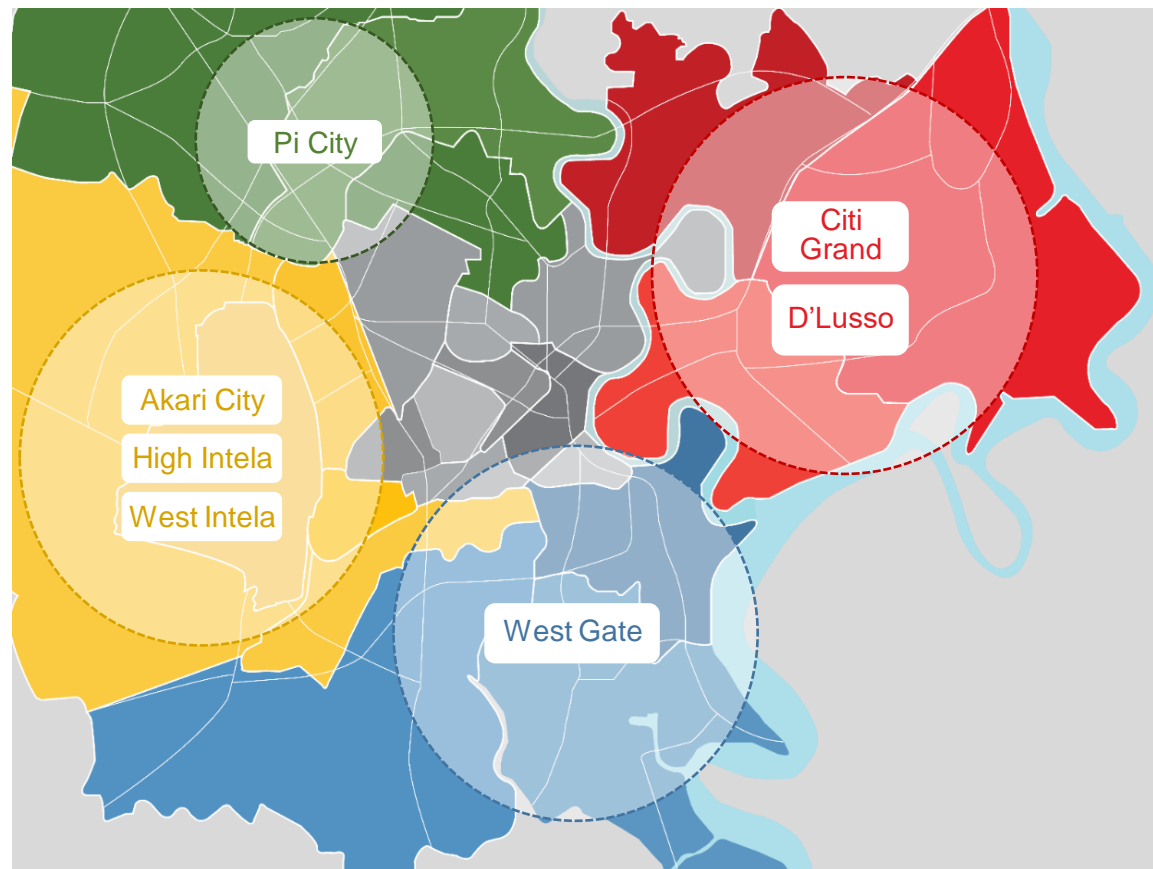 Pi City
Citi
Grand
D’Lusso
Akari City
High Intela
West Intela
West Gate